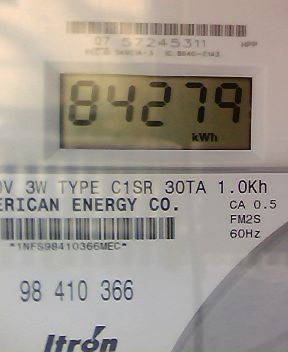 07 57245311 HPP
84279
kWh
0V 3W TYPE C1SR 30TA 1.0Kh
ERICAN ENERGY CO. CA 0.5
FM2S
60Hz
*1NFS98410366MEC*
98 410 366
Itron